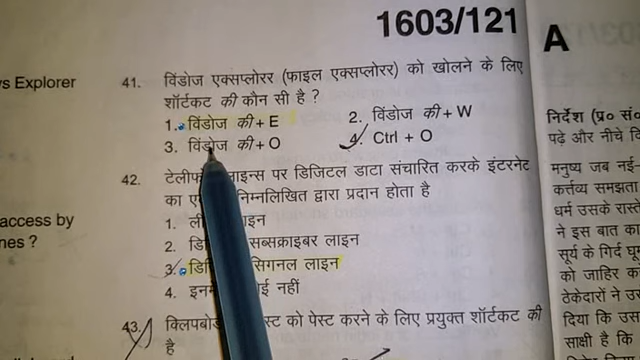 1603/121
A
ws Explorer
access by
nes ?
41. विंडोज एक्सप्लोरर (फाइल एक्सप्लोरर) को खोलने के लिए
शॉर्टकट की कौन सी है ?
1. विंडोज की + E
2. विंडोज की + W
3. विंडोज की + O
4. Ctrl + O
42. लाइन्स पर डिजिटल डाटा संचारित करके इंटरनेट
का निम्नलिखित द्वारा प्रदान होता है
1. लाइन
2. सब्सक्राइबर लाइन
3. सिगनल लाइन
4. नहीं
43. को पेस्ट करने के लिए प्रयुक्त शॉर्टकट की
है
निर्देश (प्र० सं०
पढ़े और नीचे
मनुष्य जब नई-
कर्त्तव्य समझता
धर्म उसके रास्ते
ने इस बात का
सूर्य के गिर्द घू
को जाहिर क
ठेकेदारों ने उ
दिया कि उस
साक्षी है कि